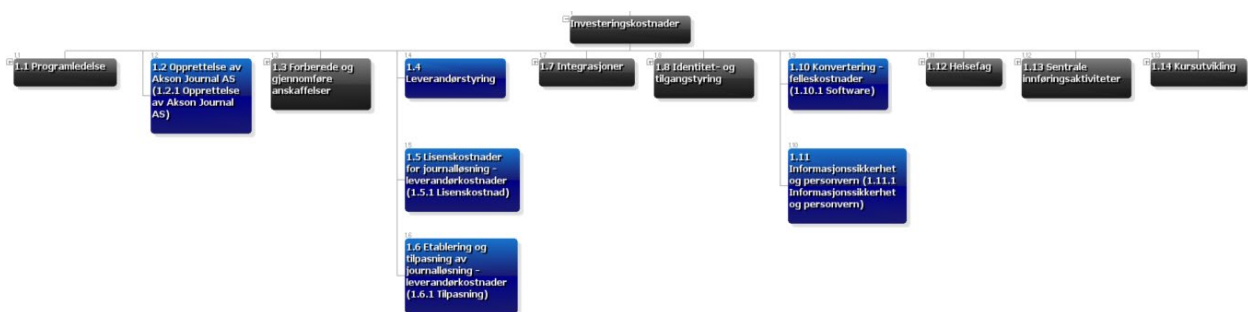 Investeringskostnader
1.1 Programledelse
1.2 Opprettelse av
Akson Journal AS
(1.2.1 Opprettelse
av Akson Journal
AS)
1.3 Forberede og
gjennomføre
anskaffelser
1.4
Leverandørstyring
1.5 Lisenskostnader
for journalløsning -
leverandørkostnader
(1.5.1 Lisenskostnad)
1.6 Etablering og
tilpasning av
journalløsning -
leverandørkostnader
(1.6.1 Tilpasning)
1.7 Integrasjoner
1.8 Identitet- og
tilgangstyring
1.10 Konvertering -
felleskostnader
(1.10.1 Software)
1.11
Informasjonssikkerhet
og personvern (1.11.1
Informasjonssikkerhet
og personvern)
1.12 Helsefag
1.13 Sentrale
innføringsaktiviteter
1.14 Kursutvikling